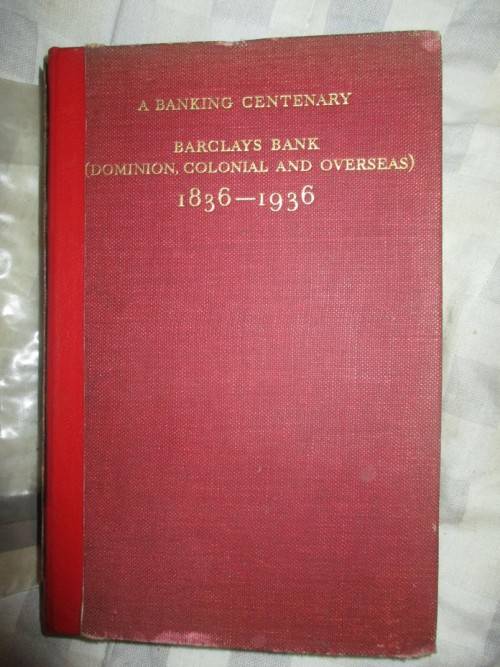 A BANKING CENTENARY
BARCLAYS BANK
(DOMINION, COLONIAL AND OVERSEAS)
1836—1936